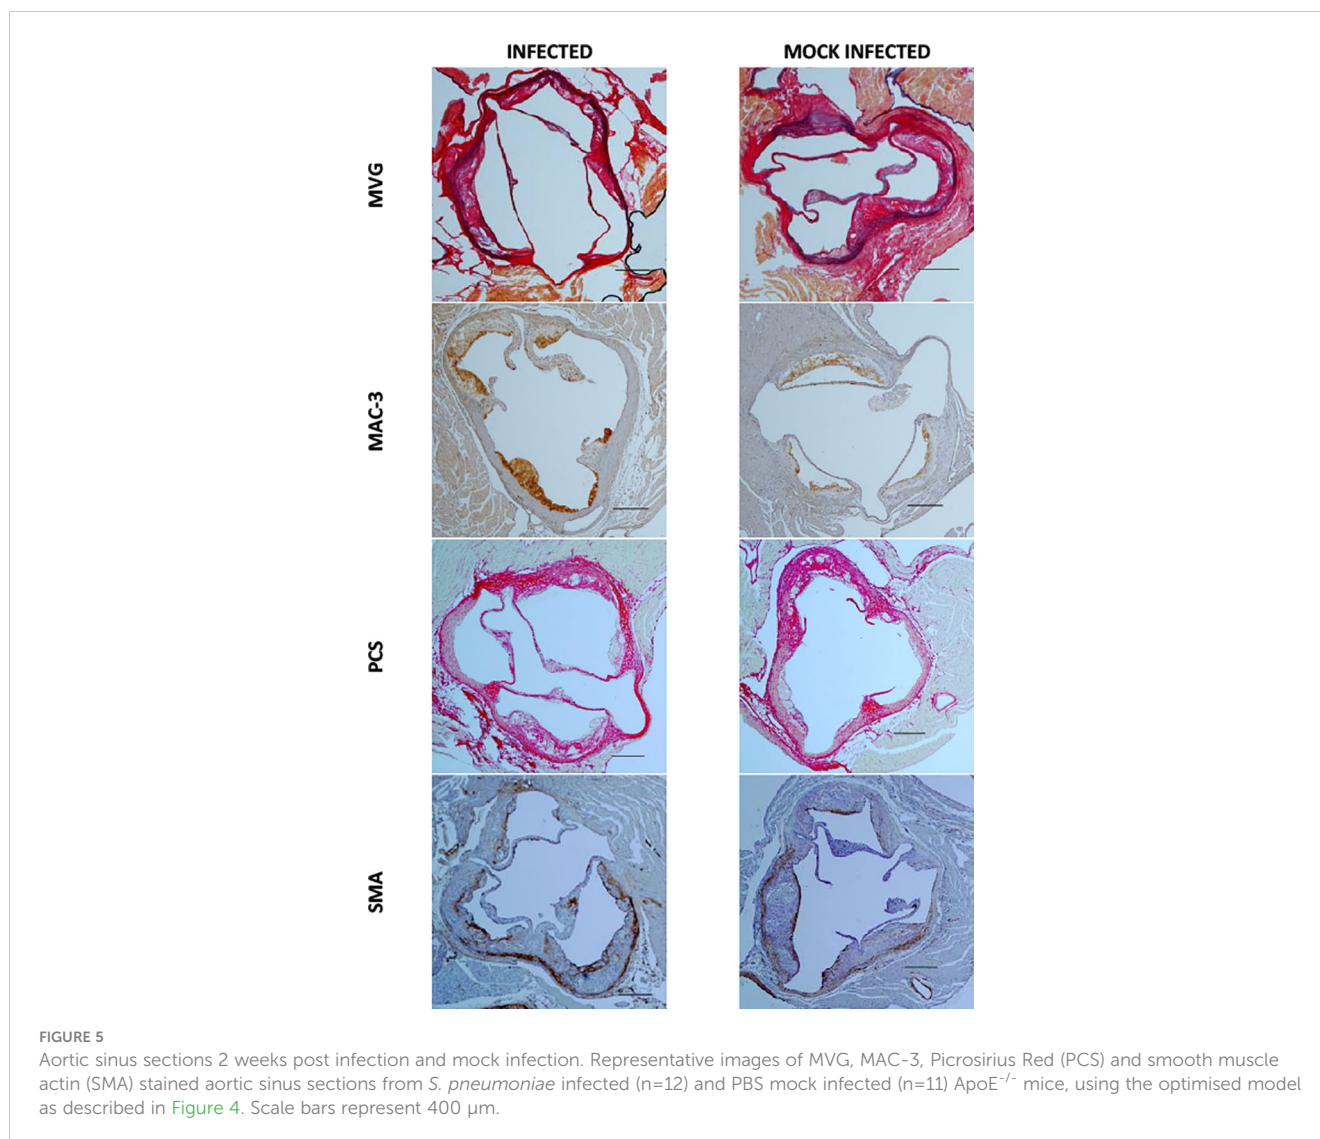 INFECTED
MOCK INFECTED
MVG
MAC-3
PCS
SMA
FIGURE 5
Aortic sinus sections 2 weeks post infection and mock infection. Representative images of MVG, MAC-3, Picrosirius Red (PCS) and smooth muscle
actin (SMA) stained aortic sinus sections from S. pneumoniae infected (n=12) and PBS mock infected (n=11) ApoE-/- mice, using the optimised model
as described in Figure 4. Scale bars represent 400 μm.